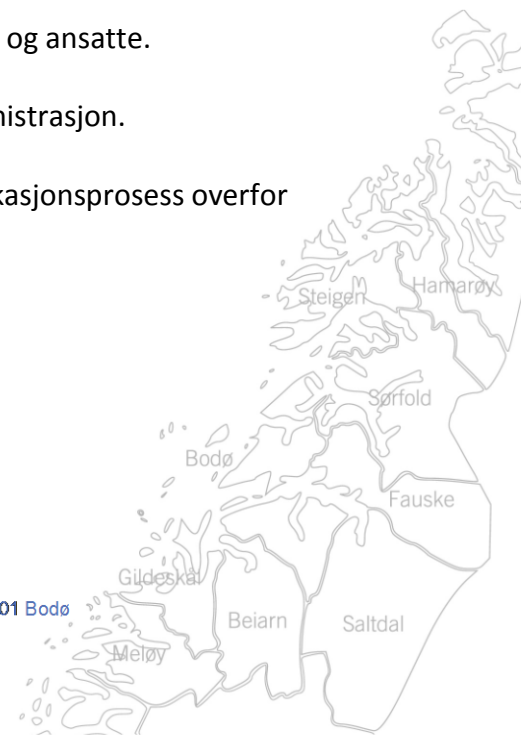 og ansatte.
nistrasjon.
kasjonsprosess overfor
Steigen
Hamarøy
Sørfold
Bodø
Fauske
Gildeskål
01 Bodø
Beiarn
Saltdal
Meløy